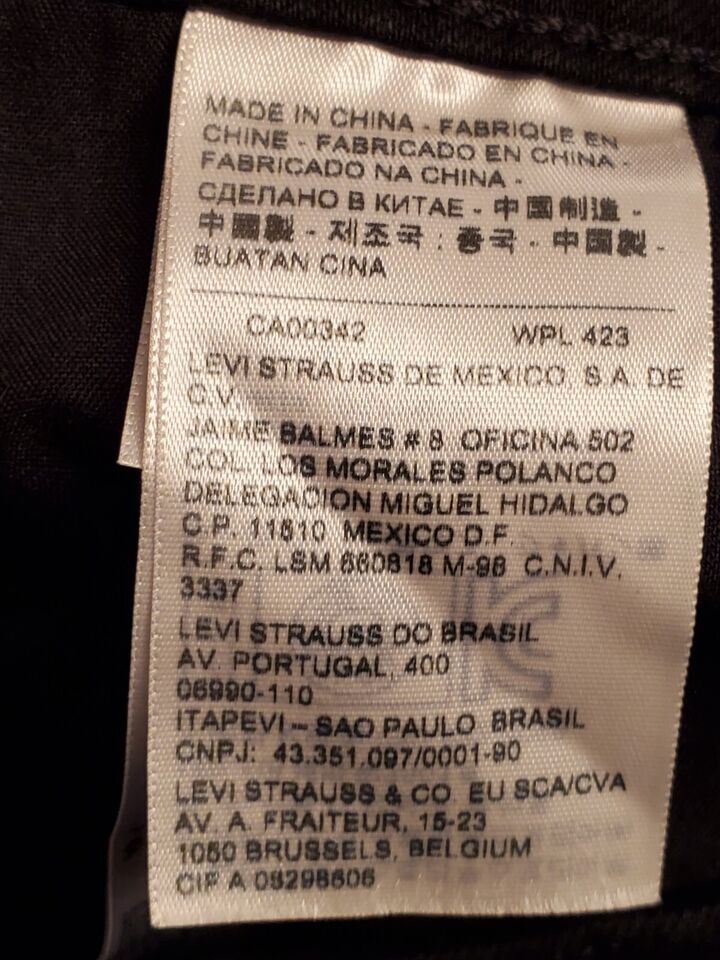 MADE IN CHINA - FABRIQUE EN
CHINE - FABRICADO EN CHINA -
FABRICADO NA CHINA -
СДЕЛАНО В КИТАЕ - 中國制造 -
中國製 - 제조국 : 중국 - 中國製 -
BUATAN CINA
CA00342 WPL 423
LEVI STRAUSS DE MEXICO S.A. DE
C.V.
JAIME BALMES # 8 OFICINA 502
COL. LOS MORALES POLANCO
DELEGACION MIGUEL HIDALGO
C.P. 11510 MEXICO D.F.
R.F.C. LSM 660818 M-98 C.N.I.V.
3337
LEVI STRAUSS DO BRASIL
AV. PORTUGAL, 400
06690-110
ITAPEVI - SAO PAULO BRASIL
CNPJ: 43.351.097/0001-90
LEVI STRAUSS & CO. EU SCA/CVA
AV. A. FRAITEUR, 15-23
1050 BRUSSELS, BELGIUM
CIF A 08298606